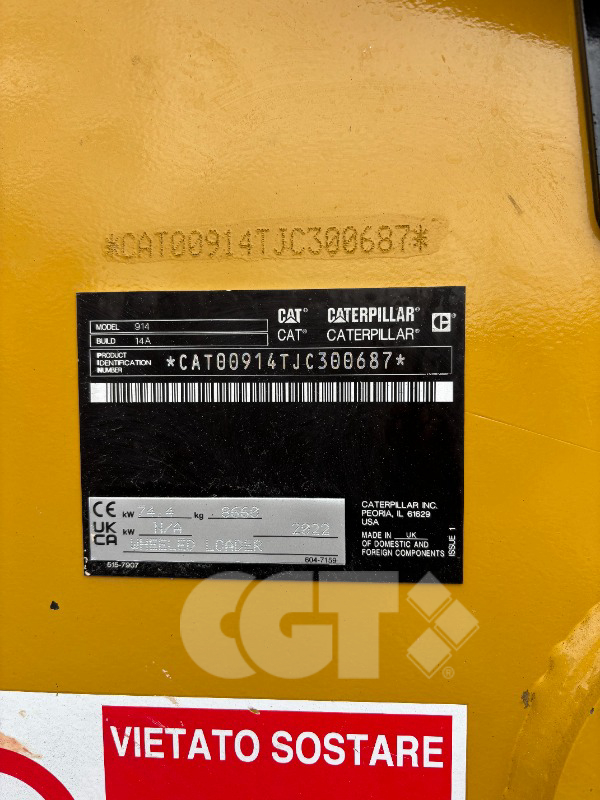 *CAT00914TJC300687*
CAT® CATERPILLAR®
CAT® CATERPILLAR®
MODEL 914
BUILD 14A
PRODUCT IDENTIFICATION NUMBER *CAT00914TJC300687*
CE kW 74.4 kg 8660
UKCA kW N/A 2022
WHEELED LOADER
515-7907 604-7159
CATERPILLAR INC.
PEORIA, IL 61629
USA
MADE IN UK
OF DOMESTIC AND
FOREIGN COMPONENTS
ISSUE 1
CGT®
VIETATO SOSTARE